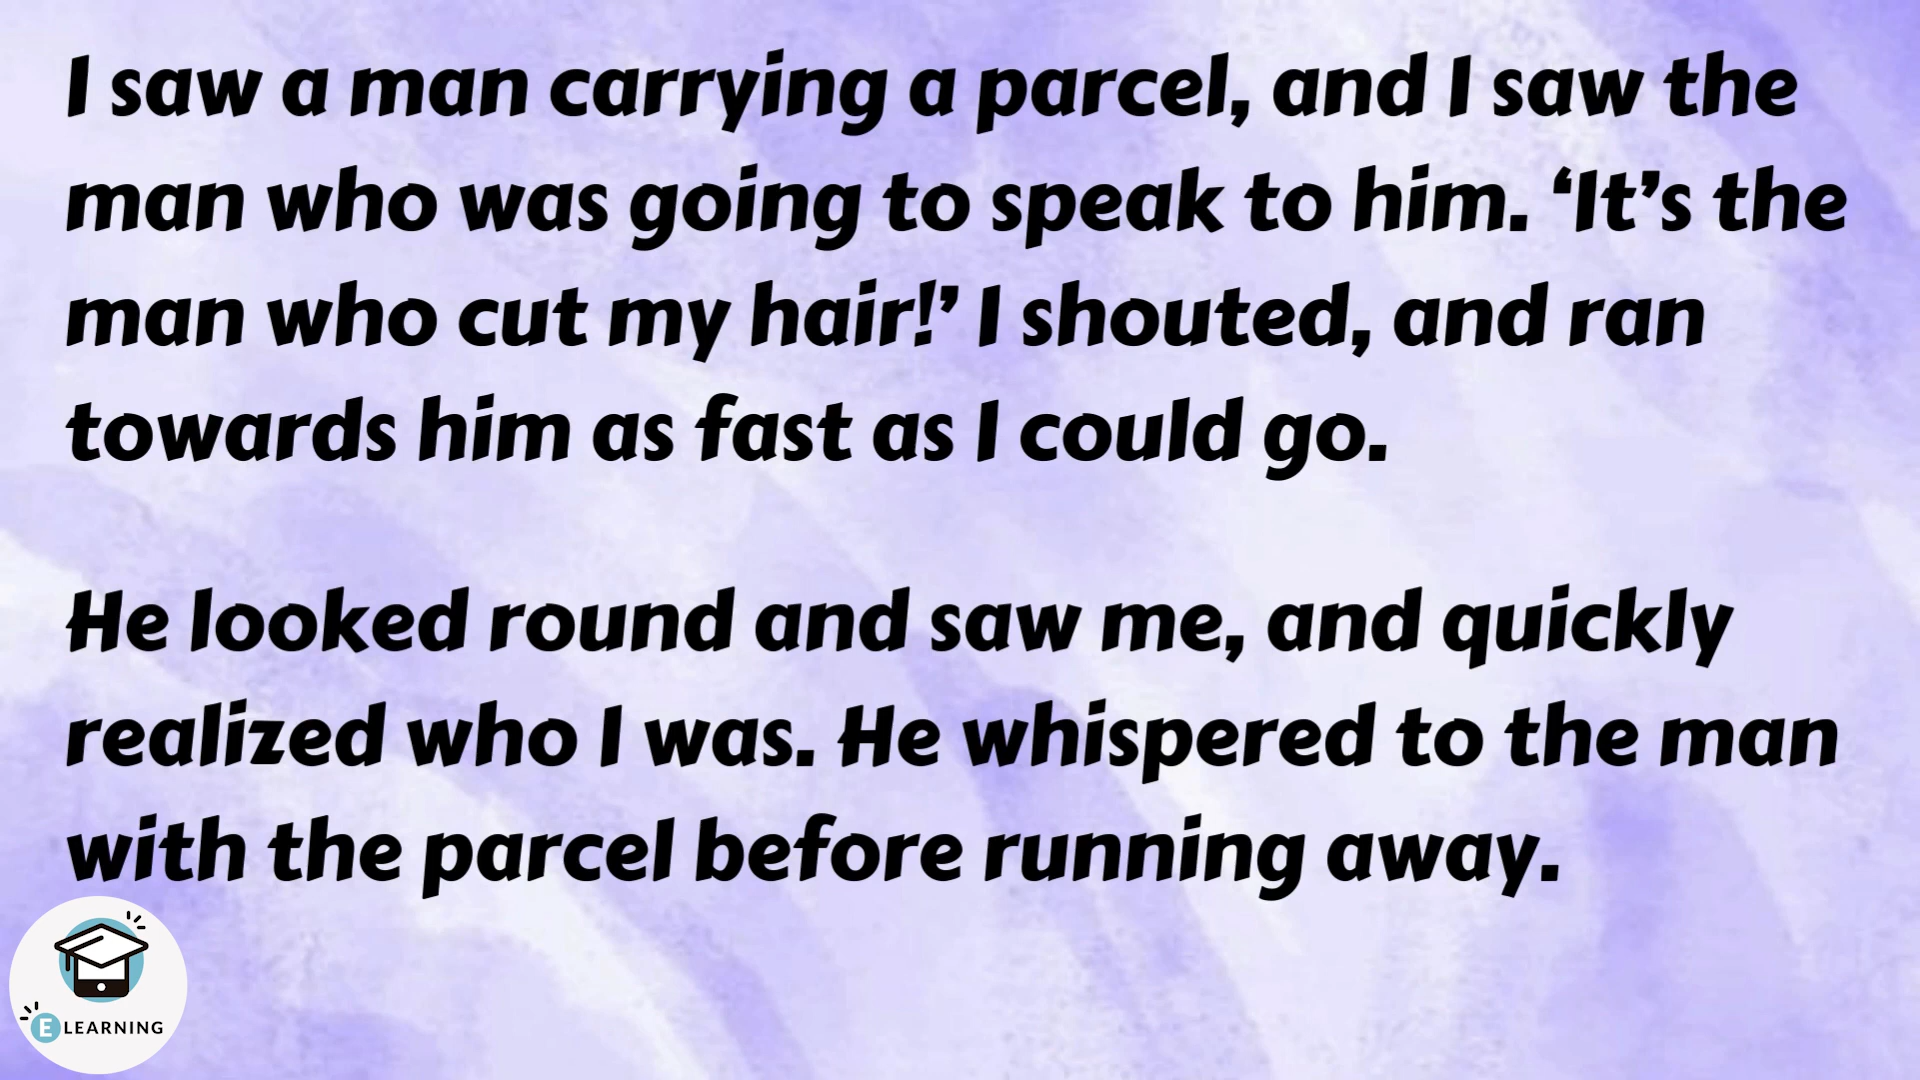 I saw a man carrying a parcel, and I saw the
man who was going to speak to him. ‘It’s the
man who cut my hair!’ I shouted, and ran
towards him as fast as I could go.
He looked round and saw me, and quickly
realized who I was. He whispered to the man
with the parcel before running away.
E LEARNING